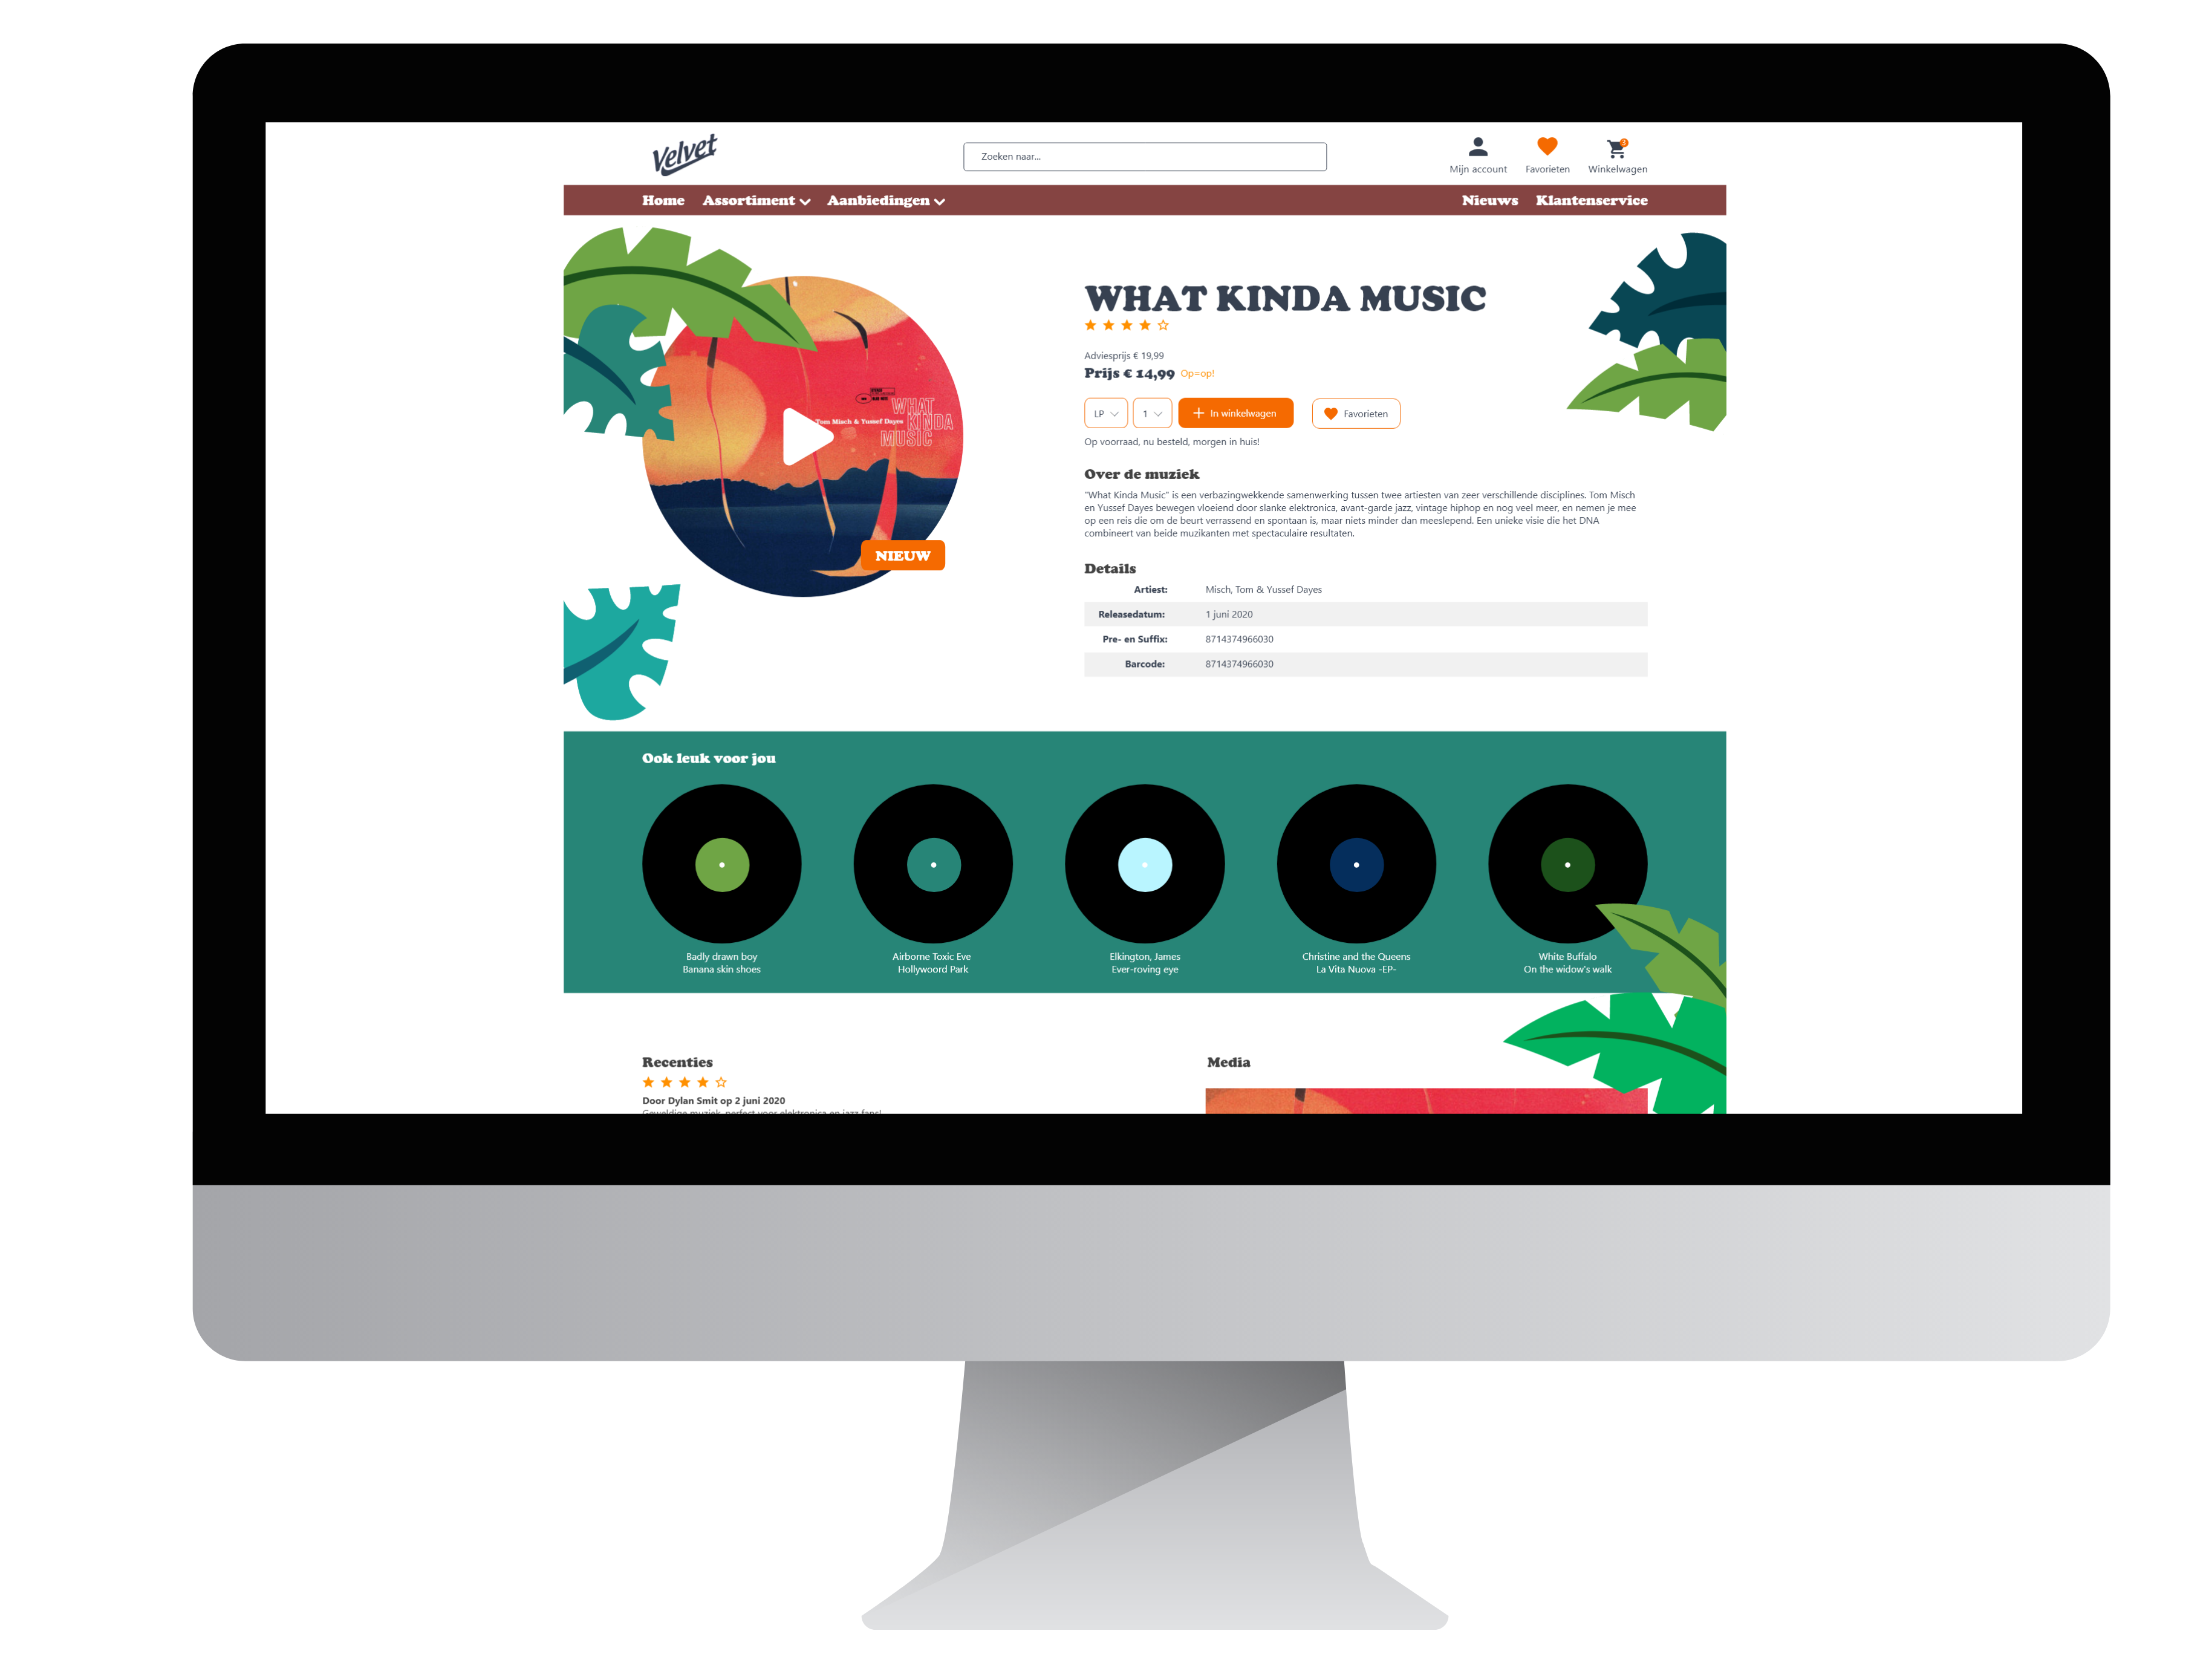 Velvet
Zoeken naar...
Mijn account
Favorieten
3
Winkelwagen
Home Assortiment Aanbiedingen Nieuws Klantenservice
WHAT
KINDA
MUSIC
Tom Misch & Yussef Dayes
NIEUW
WHAT KINDA MUSIC
Adviesprijs € 19,99
Prijs € 14,99 Op=op!
LP 1 In winkelwagen Favorieten
Op voorraad, nu besteld, morgen in huis!
Over de muziek
"What Kinda Music" is een verbazingwekkende samenwerking tussen twee artiesten van zeer verschillende disciplines. Tom Misch
en Yussef Dayes bewegen vloeiend door slanke elektronica, avant-garde jazz, vintage hiphop en nog veel meer, en nemen je mee
op een reis die om de beurt verrassend en spontaan is, maar niets minder dan meeslepend. Een unieke visie die het DNA
combineert van beide muzikanten met spectaculaire resultaten.
Details
Artiest: Misch, Tom & Yussef Dayes
Releasedatum: 1 juni 2020
Pre- en Suffix: 8714374966030
Barcode: 8714374966030
Ook leuk voor jou
Badly drawn boy
Banana skin shoes
Airborne Toxic Eve
Hollywoord Park
Elkington, James
Ever-roving eye
Christine and the Queens
La Vita Nuova -EP-
White Buffalo
On the widow's walk
Recenties
Door Dylan Smit op 2 juni 2020
Geweldige muziek, perfect voor elektronica en jazz fans!
Media